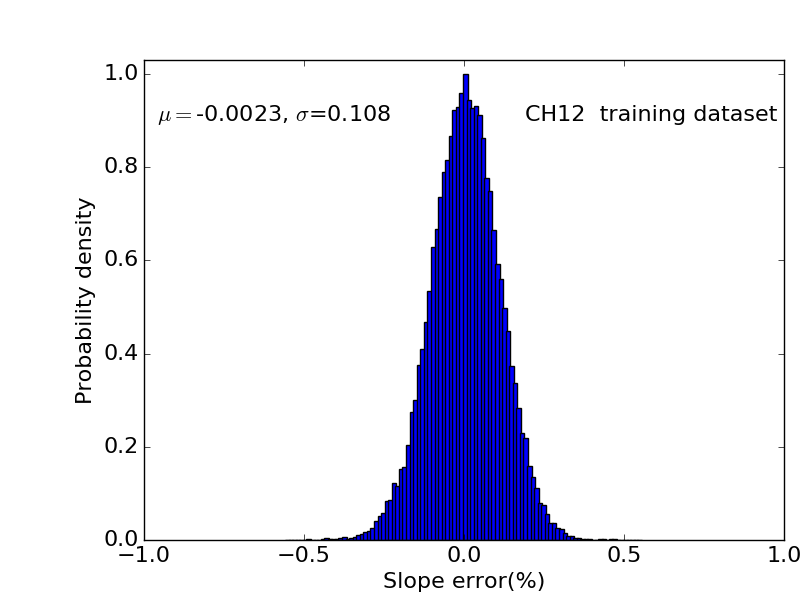 1.0
μ=-0.0023, σ=0.108
CH12  training dataset
0.8
Probability density
0.6
0.4
0.2
0.0
−1.0
−0.5
0.0
0.5
1.0
Slope error(%)